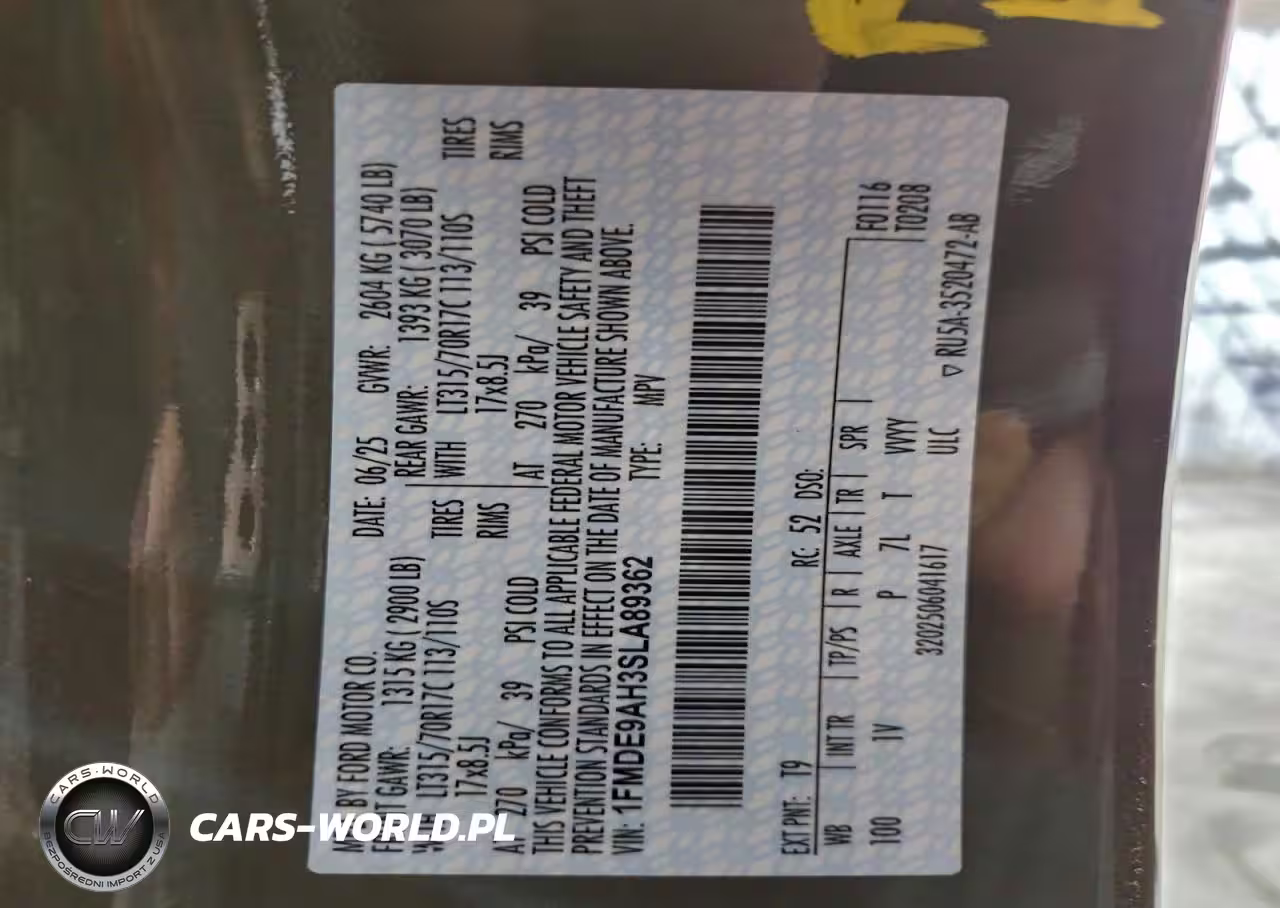 MFD. BY FORD MOTOR CO.
DATE: 06/25 GVWR: 2604 KG ( 5740 LB)
FRONT GAWR: 1315 KG ( 2900 LB)
REAR GAWR: 1393 KG ( 3070 LB)
LT315/70R17C 113/110S TIRES
WITH LT315/70R17C 113/110S TIRES
17x8.5J RIMS
17x8.5J RIMS
AT 270 kPa/ 39 PSI COLD
AT 270 kPa/ 39 PSI COLD
THIS VEHICLE CONFORMS TO ALL APPLICABLE FEDERAL MOTOR VEHICLE SAFETY AND THEFT
PREVENTION STANDARDS IN EFFECT ON THE DATE OF MANUFACTURE SHOWN ABOVE.
VIN: 1FMDE9AH3SLA89362 TYPE: MPV
EXT PNT: T9 RC: 52 DSO:
WB | INT TR | TP/PS | R | AXLE | TR | SPR | F0116
100 1V P 7L T VVYY T0208
3202506041617 ULC ▽ RU5A-3520472-AB
CARS-WORLD
CW
BEZPOŚREDNI IMPORT Z USA
CARS-WORLD.PL